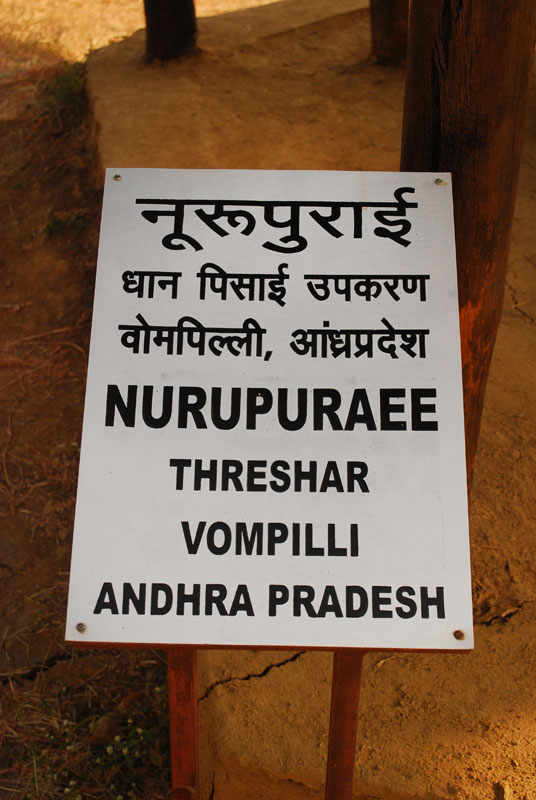 नूरूपुराई
धान पिसाई उपकरण
वोमपिल्ली, आंध्रप्रदेश
NURUPURAEE
THRESHAR
VOMPILLI
ANDHRA PRADESH